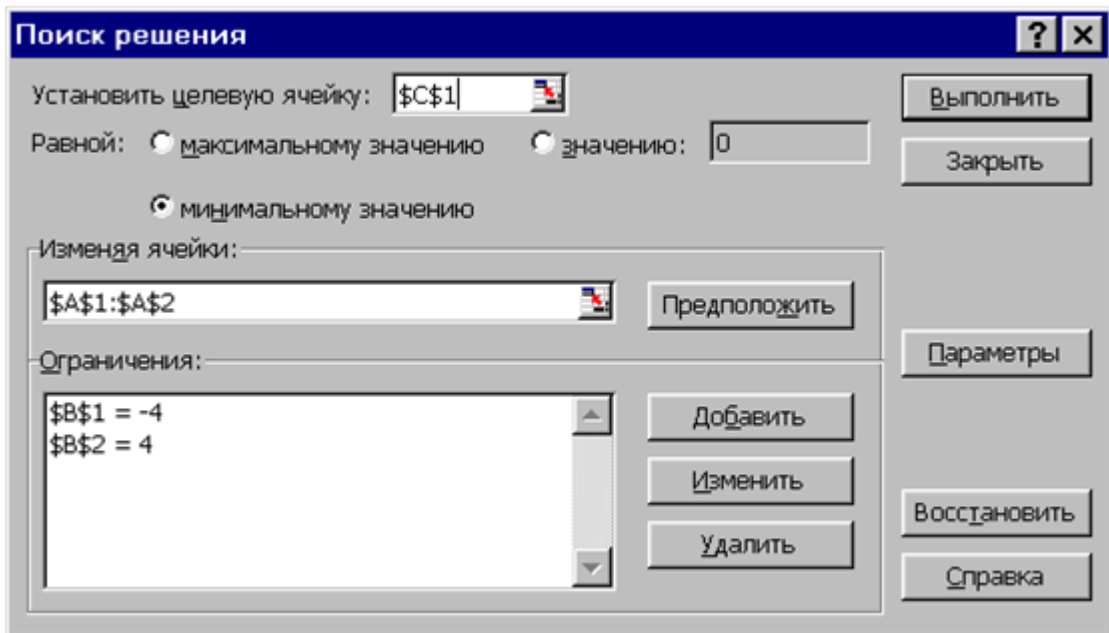 Поиск решения
Установить целевую ячейку: $C$1
Выполнить
Равной: максимальному значению значению: 0
Закрыть
минимальному значению
Изменяя ячейки:
$A$1:$A$2
Предположить
Параметры
Ограничения:
$B$1 = -4
$B$2 = 4
Добавить
Изменить
Удалить
Восстановить
Справка